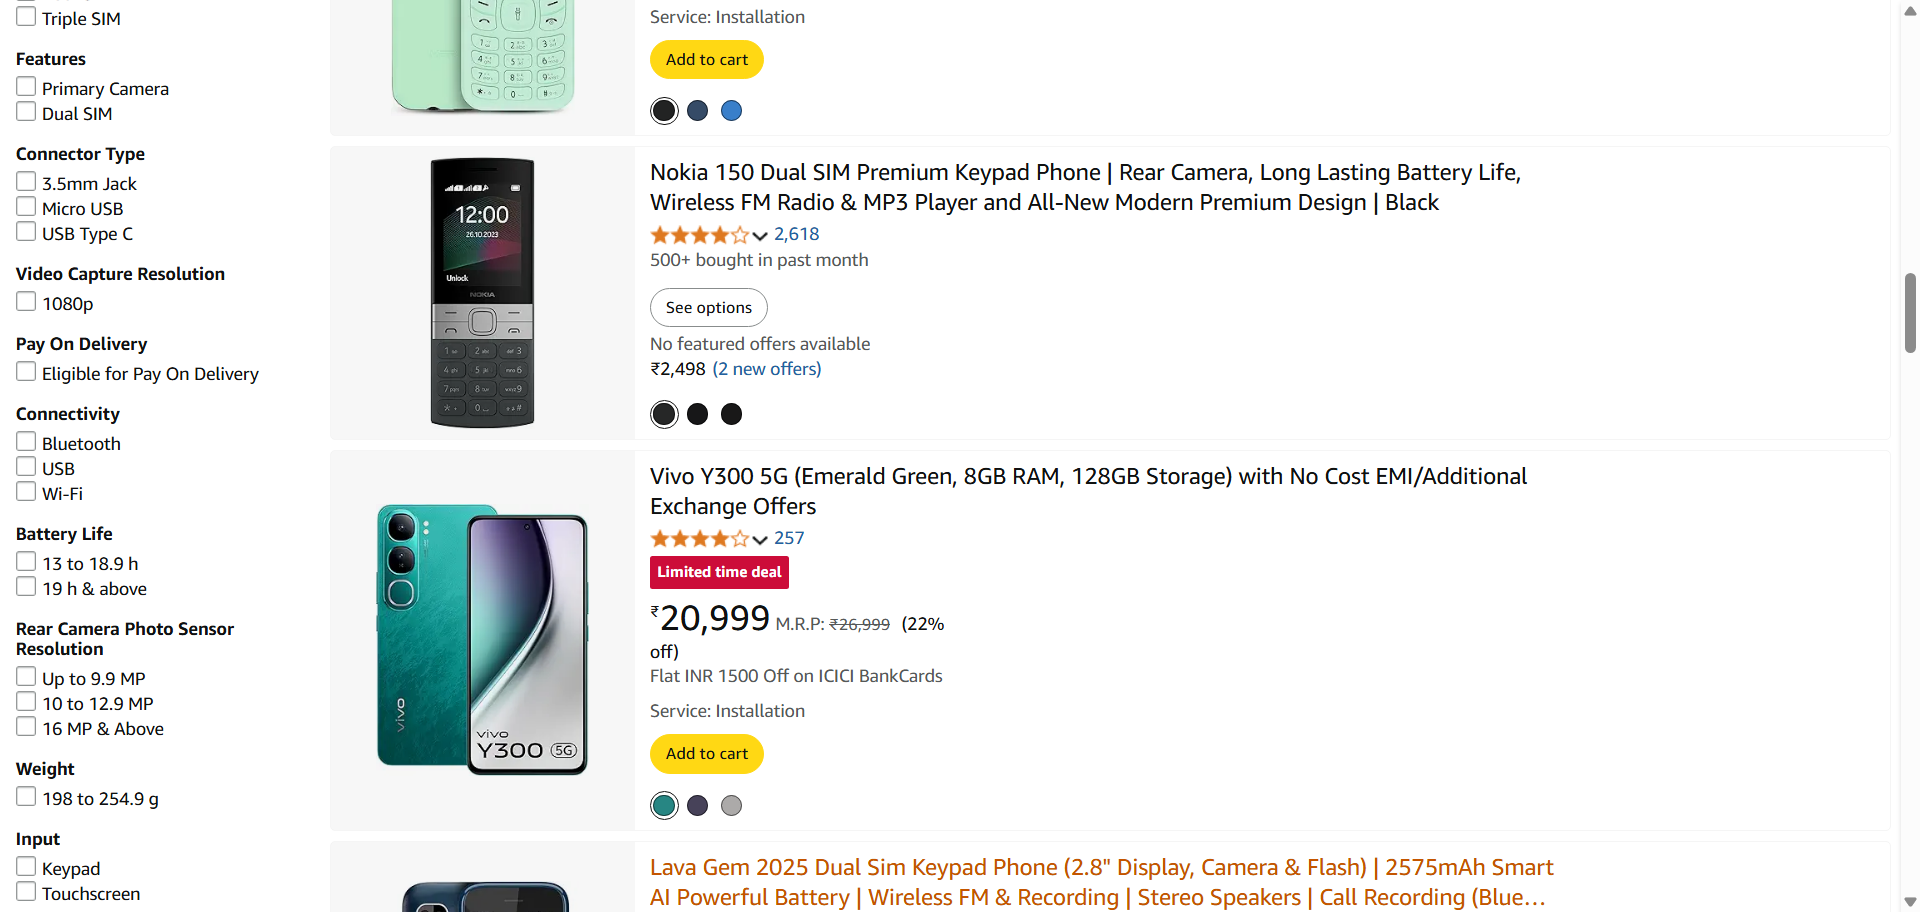 Triple SIM
Features
Primary Camera
Dual SIM
Connector Type
3.5mm Jack
Micro USB
USB Type C
Video Capture Resolution
1080p
Pay On Delivery
Eligible for Pay On Delivery
Connectivity
Bluetooth
USB
Wi-Fi
Battery Life
13 to 18.9 h
19 h & above
Rear Camera Photo Sensor
Resolution
Up to 9.9 MP
10 to 12.9 MP
16 MP & Above
Weight
198 to 254.9 g
Input
Keypad
Touchscreen
Service: Installation
Add to cart
12:00
26.10.2023
Unlock
NOKIA
Nokia 150 Dual SIM Premium Keypad Phone | Rear Camera, Long Lasting Battery Life,
Wireless FM Radio & MP3 Player and All-New Modern Premium Design | Black
2,618
500+ bought in past month
See options
No featured offers available
₹2,498 (2 new offers)
vivo
vivo
Y300 5G
Vivo Y300 5G (Emerald Green, 8GB RAM, 128GB Storage) with No Cost EMI/Additional
Exchange Offers
257
Limited time deal
₹20,999 M.R.P: ₹26,999 (22%
off)
Flat INR 1500 Off on ICICI BankCards
Service: Installation
Add to cart
Lava Gem 2025 Dual Sim Keypad Phone (2.8" Display, Camera & Flash) | 2575mAh Smart
AI Powerful Battery | Wireless FM & Recording | Stereo Speakers | Call Recording (Blue…